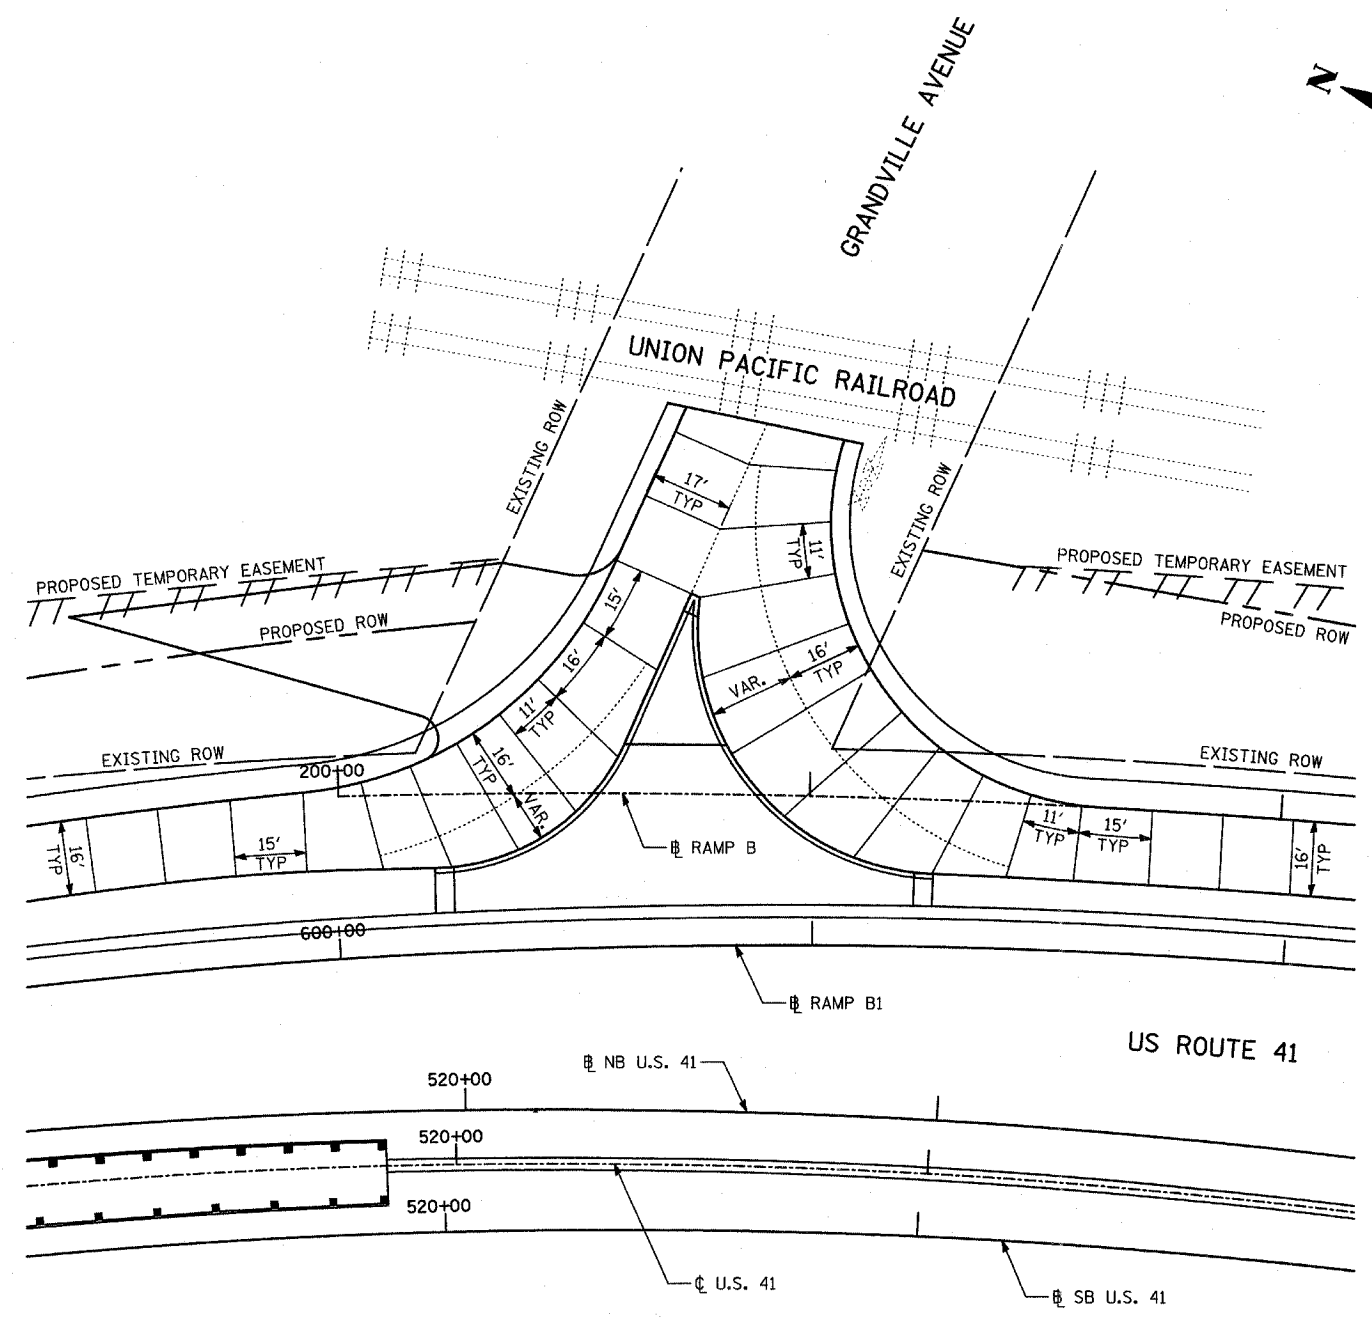 GRANDVILLE AVENUE
N
UNION PACIFIC RAILROAD
EXISTING ROW
EXISTING ROW
17'
TYP
11'
TYP
PROPOSED TEMPORARY EASEMENT
PROPOSED TEMPORARY EASEMENT
PROPOSED ROW
PROPOSED ROW
15'
16'
11'
TYP
16'
TYP
VAR.
VAR.
16'
TYP
EXISTING ROW
EXISTING ROW
200+00
16'
TYP
15'
TYP
℄ RAMP B
11'
TYP
15'
TYP
16'
TYP
600+00
℄ RAMP B1
US ROUTE 41
℄ NB U.S. 41
520+00
520+00
520+00
℄ U.S. 41
℄ SB U.S. 41